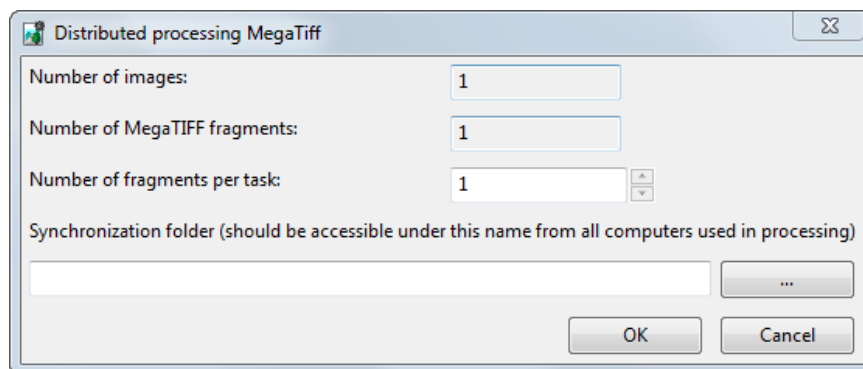 Distributed processing MegaTiff
Number of images: 1
Number of MegaTIFF fragments: 1
Number of fragments per task: 1
Synchronization folder (should be accessible under this name from all computers used in processing)
...
OK Cancel